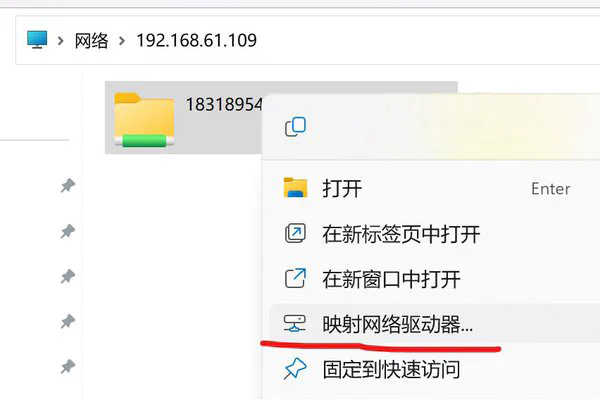 网络 > 192.168.61.109
18318954
打开 Enter
在新标签页中打开
在新窗口中打开
映射网络驱动器...
固定到快速访问